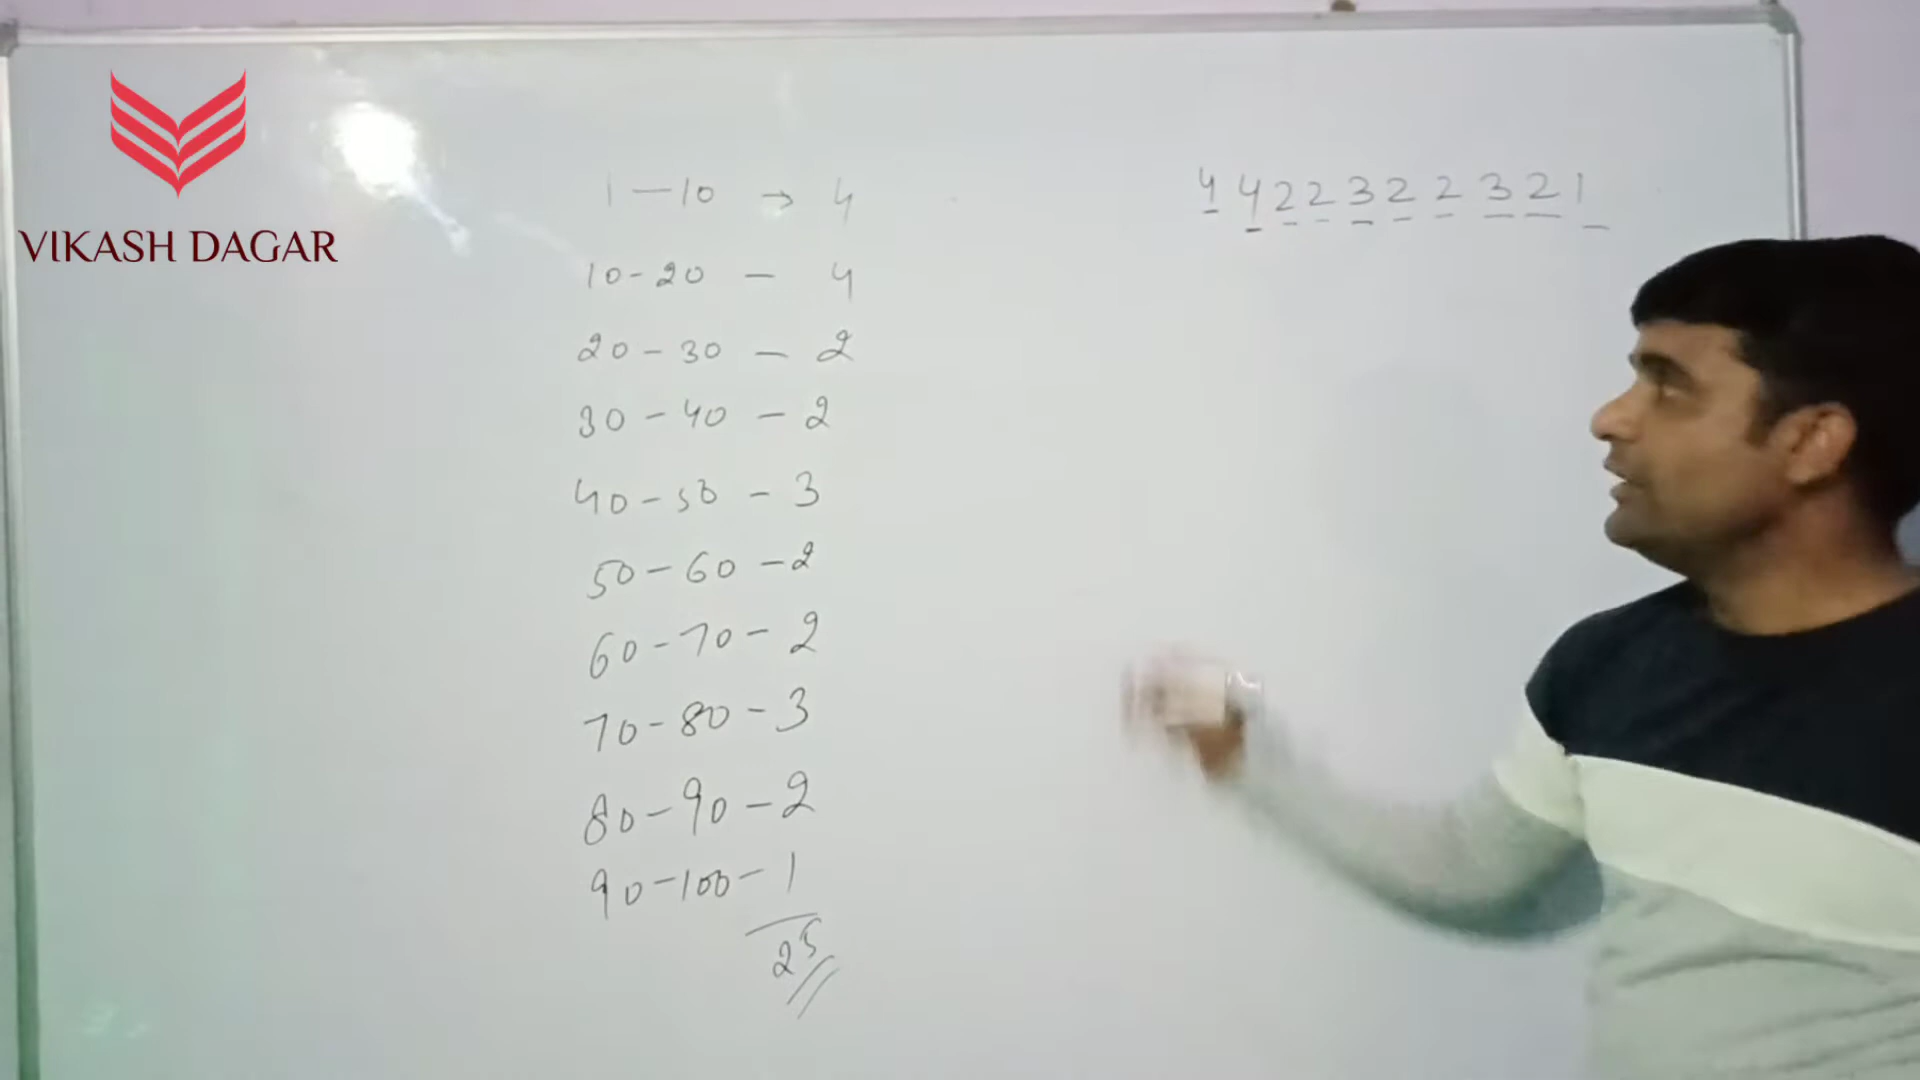 VIKASH DAGAR
1 — 10 → 4
10 - 20 — 4
20 - 30 — 2
30 - 40 — 2
40 - 50 - 3
50 - 60 - 2
60 - 70 - 2
70 - 80 - 3
80 - 90 - 2
90 - 100 - 1
25
4 4 2 2 3 2 2 3 2 1